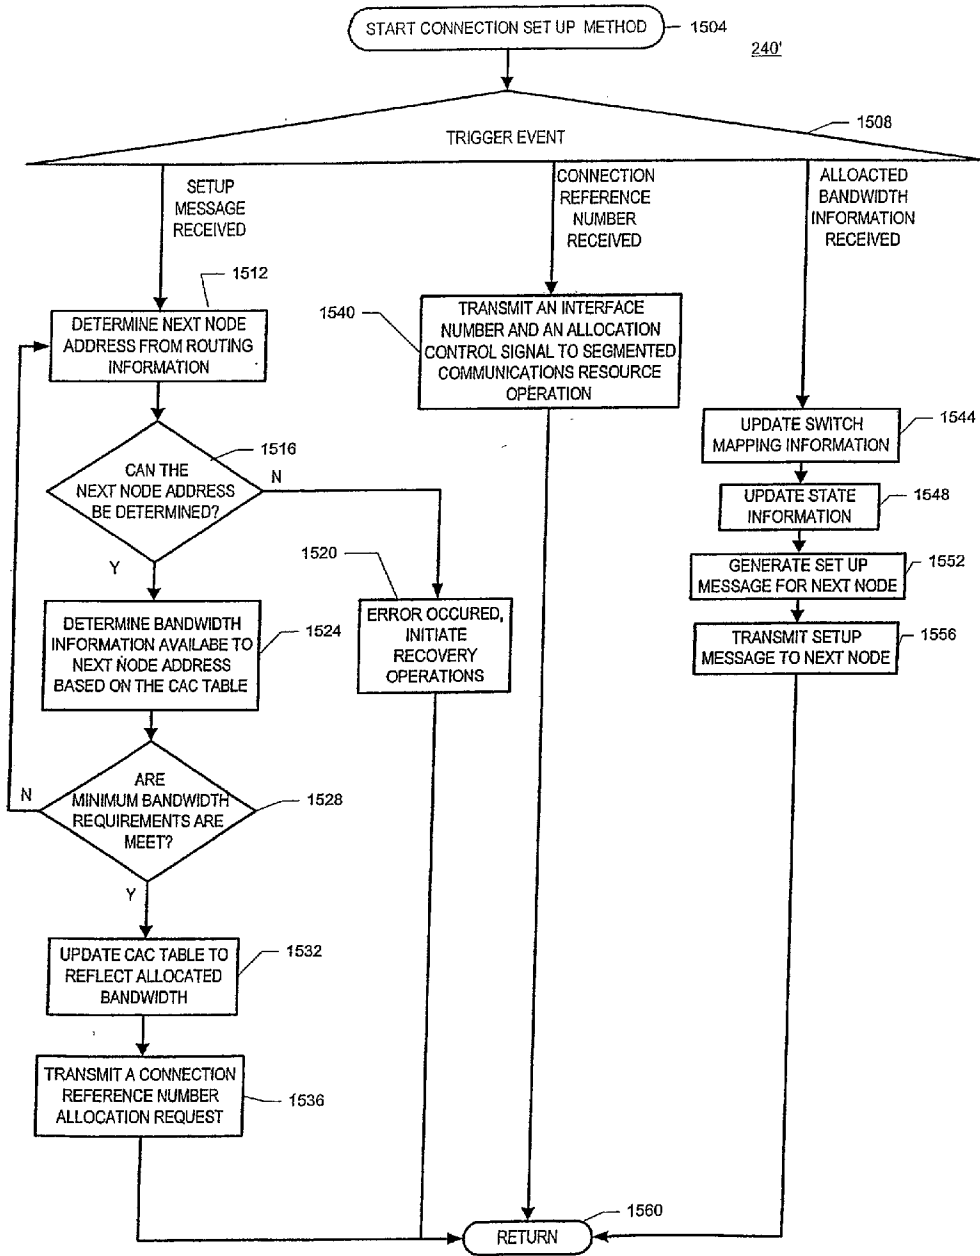 START CONNECTION SET UP METHOD
1504
240'
TRIGGER EVENT
1508
SETUP
MESSAGE
RECEIVED
CONNECTION
REFERENCE
NUMBER
RECEIVED
ALLOACTED
BANDWIDTH
INFORMATION
RECEIVED
1512
DETERMINE NEXT NODE
ADDRESS FROM ROUTING
INFORMATION
1540
TRANSMIT AN INTERFACE
NUMBER AND AN ALLOCATION
CONTROL SIGNAL TO SEGMENTED
COMMUNICATIONS RESOURCE
OPERATION
UPDATE SWITCH
MAPPING INFORMATION
1544
1516
CAN THE
NEXT NODE ADDRESS
BE DETERMINED?
N
Y
UPDATE STATE
INFORMATION
1548
1520
ERROR OCCURED,
INITIATE
RECOVERY
OPERATIONS
GENERATE SET UP
MESSAGE FOR NEXT NODE
1552
DETERMINE BANDWIDTH
INFORMATION AVAILABE TO
NEXT NODE ADDRESS
BASED ON THE CAC TABLE
1524
TRANSMIT SETUP
MESSAGE TO NEXT NODE
1556
ARE
MINIMUM BANDWIDTH
REQUIREMENTS ARE
MEET?
1528
N
Y
UPDATE CAC TABLE TO
REFLECT ALLOCATED
BANDWIDTH
1532
TRANSMIT A CONNECTION
REFERENCE NUMBER
ALLOCATION REQUEST
1536
RETURN
1560